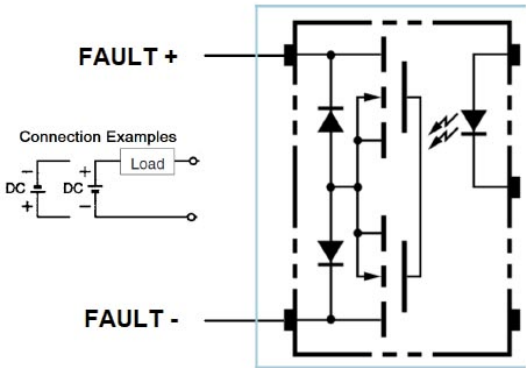 FAULT +
Connection Examples
− + Load
DC DC
+ −
FAULT -